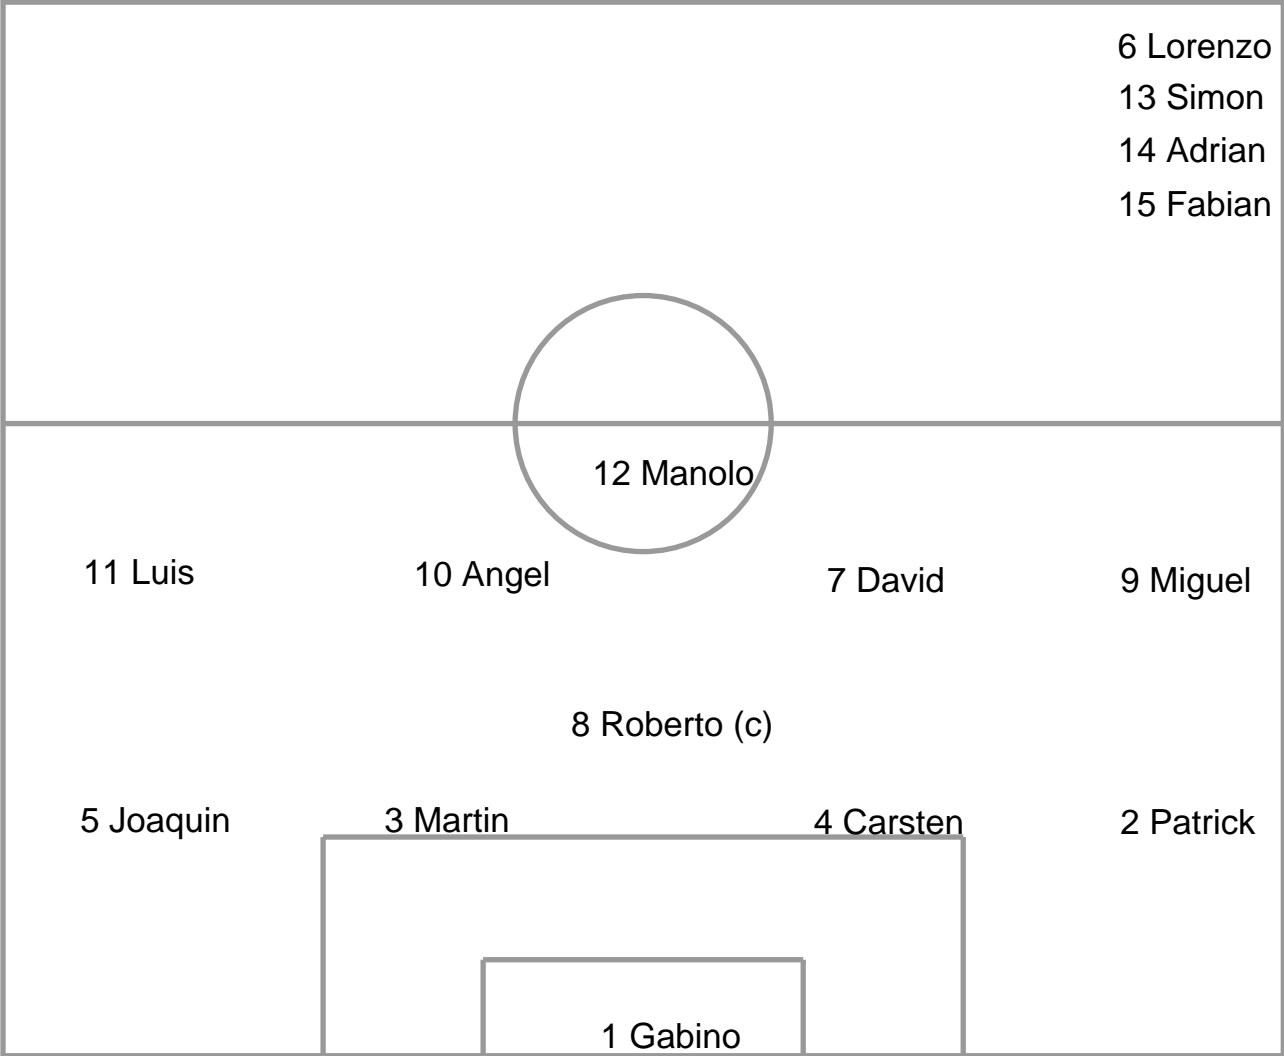 6 Lorenzo
13 Simon
14 Adrian
15 Fabian
12 Manolo
11 Luis
10 Angel
7 David
9 Miguel
8 Roberto (c)
5 Joaquin
3 Martin
4 Carsten
2 Patrick
1 Gabino